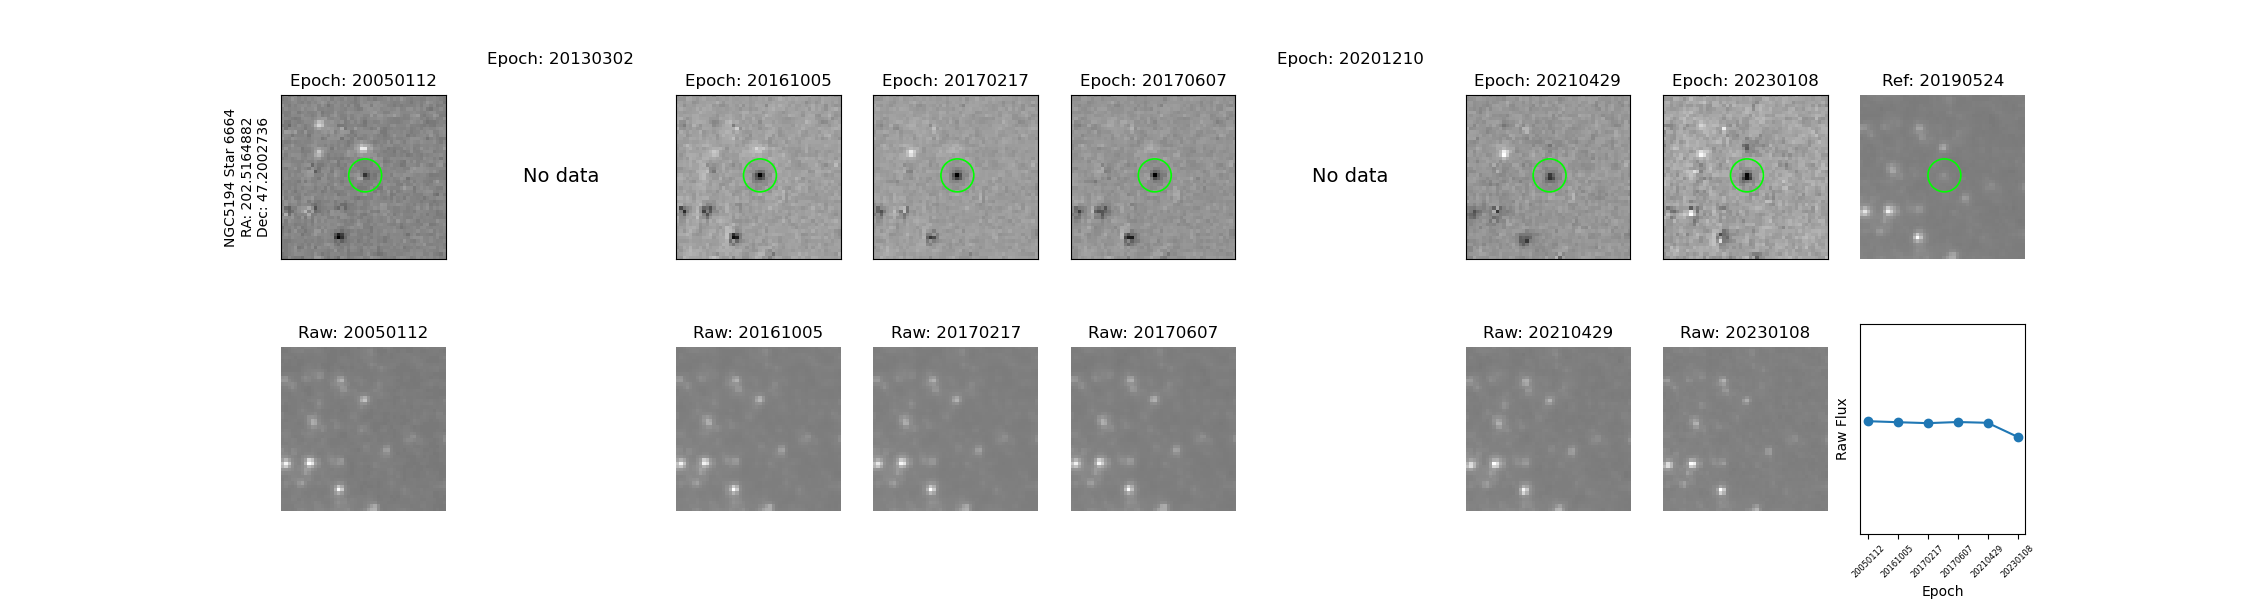 Epoch: 20130302
Epoch: 20201210
Epoch: 20050112
Epoch: 20161005
Epoch: 20170217
Epoch: 20170607
Epoch: 20210429
Epoch: 20230108
Ref: 20190524
NGC5194 Star 6664
RA: 202.5164882
Dec: 47.2002736
No data
No data
Raw: 20050112
Raw: 20161005
Raw: 20170217
Raw: 20170607
Raw: 20210429
Raw: 20230108
Raw Flux
20050112
20161005
20170217
20170607
20210429
20230108
Epoch